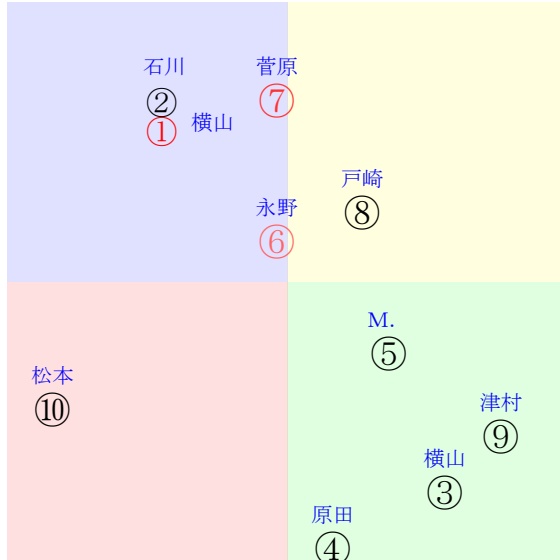 石川
菅原
②
⑦
①
横山
戸崎
永野
⑧
⑥
M.
⑤
松本
⑩
津村
⑨
横山
③
原田
④